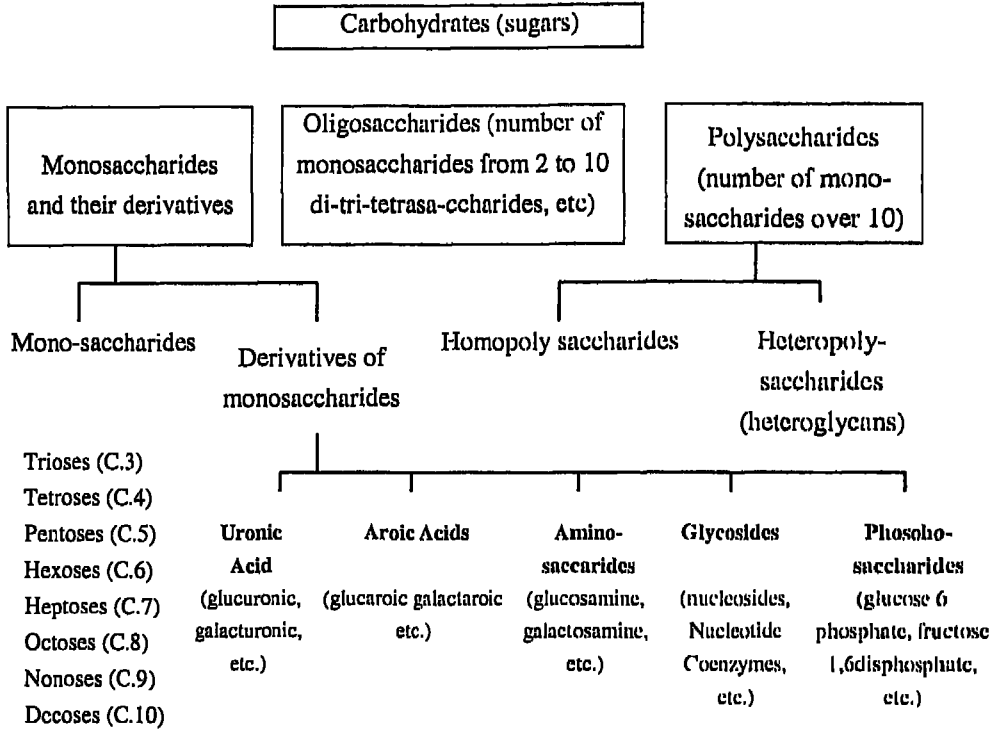 Carbohydrates (sugars)
Monosaccharides
and their derivatives
Oligosaccharides (number of
monosaccharides from 2 to 10
di-tri-tetrasa-ccharides, etc)
Polysaccharides
(number of mono-
saccharides over 10)
Mono-saccharides
Derivatives of
monosaccharides
Homopoly saccharides
Heteropoly-
saccharides
(heteroglycans)
Trioses (C.3)
Tetroses (C.4)
Pentoses (C.5)
Hexoses (C.6)
Heptoses (C.7)
Octoses (C.8)
Nonoses (C.9)
Decoses (C.10)
Uronic
Acid
(glucuronic,
galacturonic,
etc.)
Aroic Acids
(glucaroic galactaroic
etc.)
Amino-
saccarides
(glucosamine,
galactosamine,
etc.)
Glycosides
(nucleosides,
Nucleotide
Coenzymes,
etc.)
Phosoho-
saccharides
(glucose 6
phosphate, fructose
1,6disphosphate,
etc.)